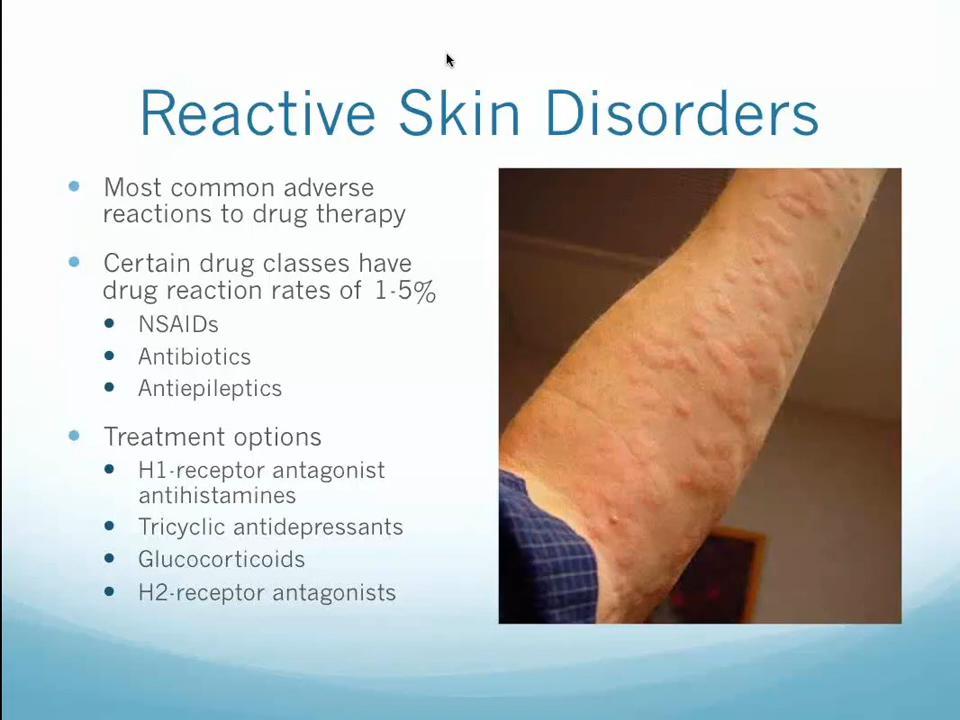 Reactive Skin Disorders
Most common adverse
reactions to drug therapy
Certain drug classes have
drug reaction rates of 1-5%
NSAIDs
Antibiotics
Antiepileptics
Treatment options
H1-receptor antagonist
antihistamines
Tricyclic antidepressants
Glucocorticoids
H2-receptor antagonists